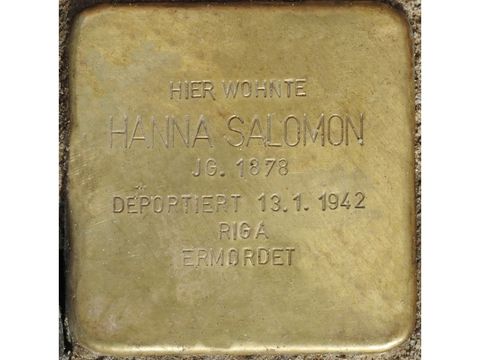 HIER WOHNTE
HANNA SALOMON
JG. 1878
DEPORTIERT 13.1.1942
RIGA
ERMORDET